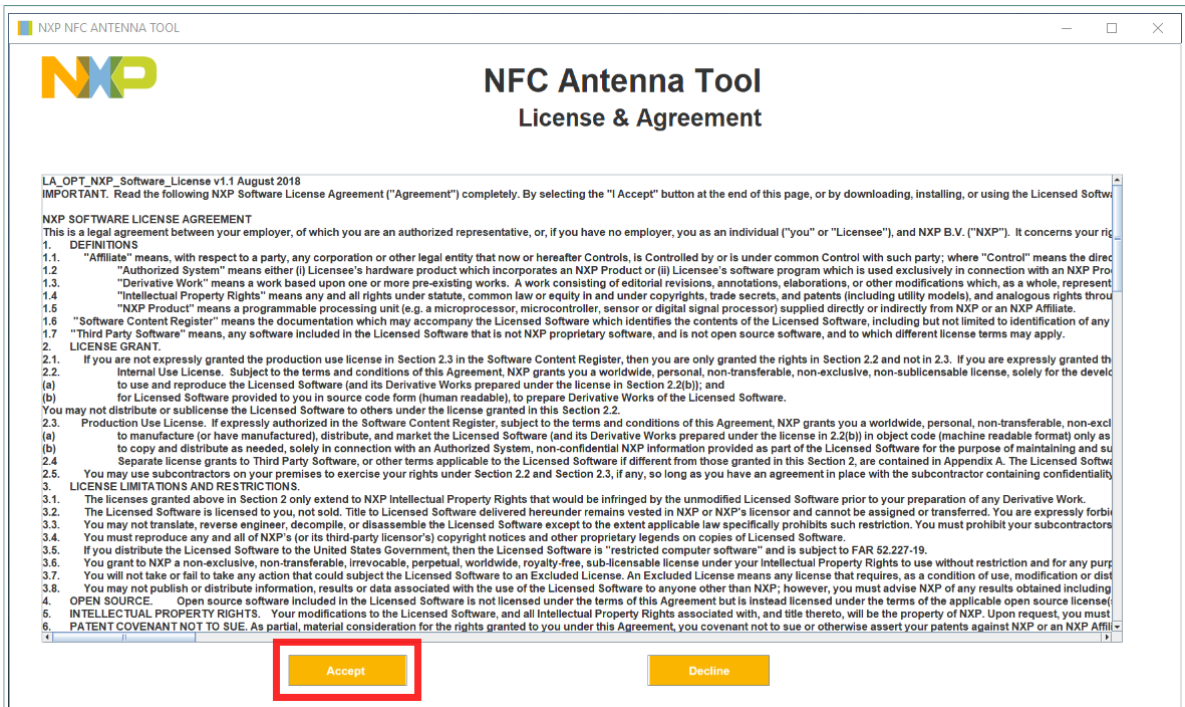 NXP NFC ANTENNA TOOL
NXP
NFC Antenna Tool
License & Agreement
LA_OPT_NXP_Software_License v1.1 August 2018
IMPORTANT. Read the following NXP Software License Agreement ("Agreement") completely. By selecting the "I Accept" button at the end of this page, or by downloading, installing, or using the Licensed
NXP SOFTWARE LICENSE AGREEMENT
This is a legal agreement between your employer, of which you are an authorized representative, or, if you have no employer, you as an individual ("you" or "Licensee"), and NXP B.V. ("NXP"). It concerns your
1. DEFINITIONS
1.1. "Affiliate" means, with respect to a party, any corporation or other legal entity that now or hereafter Controls, is Controlled by or is under common Control with such party; where "Control" means the
1.2 "Authorized System" means either (i) Licensee's hardware product which incorporates an NXP Product or (ii) Licensee's software program which is used exclusively in connection with an NXP
1.3. "Derivative Work" means a work based upon one or more pre-existing works. A work consisting of editorial revisions, annotations, elaborations, or other modifications which, as a whole, represent
1.4 "Intellectual Property Rights" means any and all rights under statute, common law or equity in and under copyrights, trade secrets, and patents (including utility models), and analogous rights
1.5 "NXP Product" means a programmable processing unit (e.g. a microprocessor, microcontroller, sensor or digital signal processor) supplied directly or indirectly from NXP or an NXP Affiliate.
1.6 "Software Content Register" means the documentation which may accompany the Licensed Software which identifies the contents of the Licensed Software, including but not limited to identification of any
1.7 "Third Party Software" means, any software included in the Licensed Software that is not NXP proprietary software, and is not open source software, and to which different license terms may apply.
2. LICENSE GRANT.
2.1. If you are not expressly granted the production use license in Section 2.3 in the Software Content Register, then you are only granted the rights in Section 2.2 and not in 2.3. If you are expressly granted
2.2. Internal Use License. Subject to the terms and conditions of this Agreement, NXP grants you a worldwide, personal, non-transferable, non-exclusive, non-sublicensable license, solely for the
(a) to use and reproduce the Licensed Software (and its Derivative Works prepared under the license in Section 2.2(b)); and
(b) for Licensed Software provided to you in source code form (human readable), to prepare Derivative Works of the Licensed Software.
You may not distribute or sublicense the Licensed Software to others under the license granted in this Section 2.2.
2.3. Production Use License. If expressly authorized in the Software Content Register, subject to the terms and conditions of this Agreement, NXP grants you a worldwide, personal, non-transferable,
(a) to manufacture (or have manufactured), distribute, and market the Licensed Software (and its Derivative Works prepared under the license in 2.2(b)) in object code (machine readable format) only as
(b) to copy and distribute as needed, solely in connection with an Authorized System, non-confidential NXP information provided as part of the Licensed Software for the purpose of maintaining and
2.4 Separate license grants to Third Party Software, or other terms applicable to the Licensed Software if different from those granted in this Section 2, are contained in Appendix A. The Licensed
2.5. You may use subcontractors on your premises to exercise your rights under Section 2.2 and Section 2.3, if any, so long as you have an agreement in place with the subcontractor containing confidentiality
3. LICENSE LIMITATIONS AND RESTRICTIONS.
3.1. The licenses granted above in Section 2 only extend to NXP Intellectual Property Rights that would be infringed by the unmodified Licensed Software prior to your preparation of any Derivative Work.
3.2. The Licensed Software is licensed to you, not sold. Title to Licensed Software delivered hereunder remains vested in NXP or NXP's licensor and cannot be assigned or transferred. You are expressly
3.3. You may not translate, reverse engineer, decompile, or disassemble the Licensed Software except to the extent applicable law specifically prohibits such restriction. You must prohibit your subcontractors
3.4. You must reproduce any and all of NXP's (or its third-party licensor's) copyright notices and other proprietary legends on copies of Licensed Software.
3.5. If you distribute the Licensed Software to the United States Government, then the Licensed Software is "restricted computer software" and is subject to FAR 52.227-19.
3.6. You grant to NXP a non-exclusive, non-transferable, irrevocable, perpetual, worldwide, royalty-free, sub-licensable license under your Intellectual Property Rights to use without restriction and for any
3.7. You will not take or fail to take any action that could subject the Licensed Software to an Excluded License. An Excluded License means any license that requires, as a condition of use, modification or
3.8. You may not publish or distribute information, results or data associated with the use of the Licensed Software to anyone other than NXP; however, you must advise NXP of any results obtained including
4. OPEN SOURCE. Open source software included in the Licensed Software is not licensed under the terms of this Agreement but is instead licensed under the terms of the applicable open source
5. INTELLECTUAL PROPERTY RIGHTS. Your modifications to the Licensed Software, and all Intellectual Property Rights associated with, and title thereto, will be the property of NXP. Upon request, you must
6. PATENT COVENANT NOT TO SUE. As partial, material consideration for the rights granted to you under this Agreement, you covenant not to sue or otherwise assert your patents against NXP or an NXP
Accept
Decline